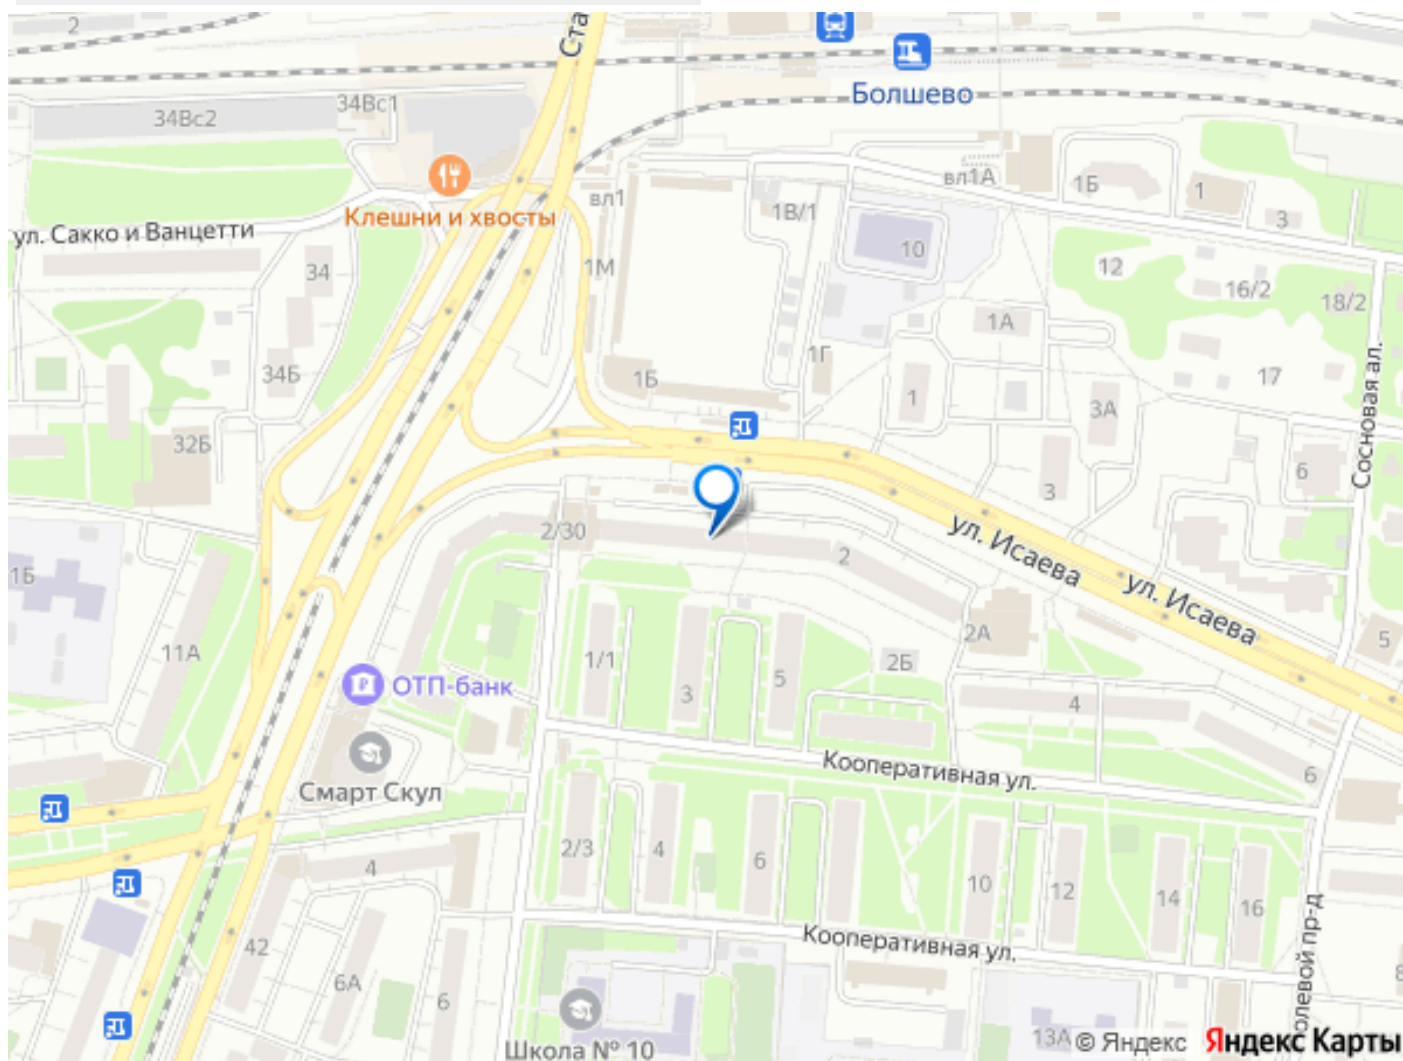 2
Ста
34Вс1
34Вс2
Болшево
Клешни и хвосты
ул. Сакко и Ванцетти
вл1
вл1А
1Б
1
3
1В/1
10
1М
34
12
16/2
18/2
1А
34Б
1Б
1Г
17
Сосновая ал.
1
3А
32Б
6
3
2/30
2
ул. Исаева
ул. Исаева
1Б
2А
5
11А
1/1
3
5
2Б
ОТП-банк
4
Кооперативная ул.
6
Смарт Скул
2/3
4
6
4
10
12
14
16
42
Кооперативная ул.
6А
6
олевой пр-д
8
Школа № 10
13А
© Яндекс
Яндекс Карты